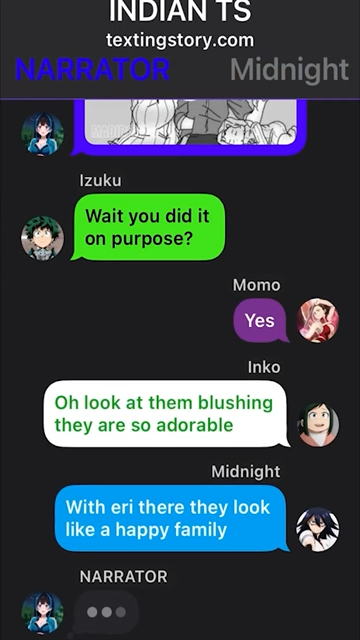 INDIAN TS
textingstory.com
NARRATOR
Midnight
Izuku
Wait you did it
on purpose?
Momo
Yes
Inko
Oh look at them blushing
they are so adorable
Midnight
With eri there they look
like a happy family
NARRATOR